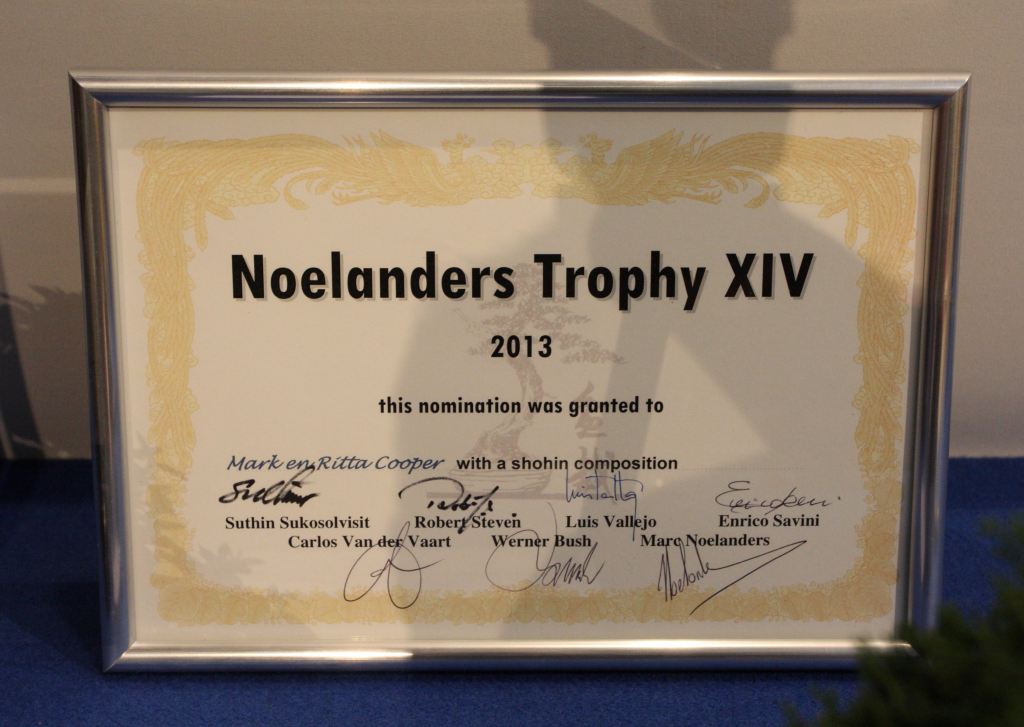 Noelanders Trophy XIV
2013
this nomination was granted to
Mark en Ritta Cooper with a shohin composition
Suthin Sukosolvisit Robert Steven Luis Vallejo Enrico Savini
Carlos Van der Vaart Werner Bush Marc Noelanders